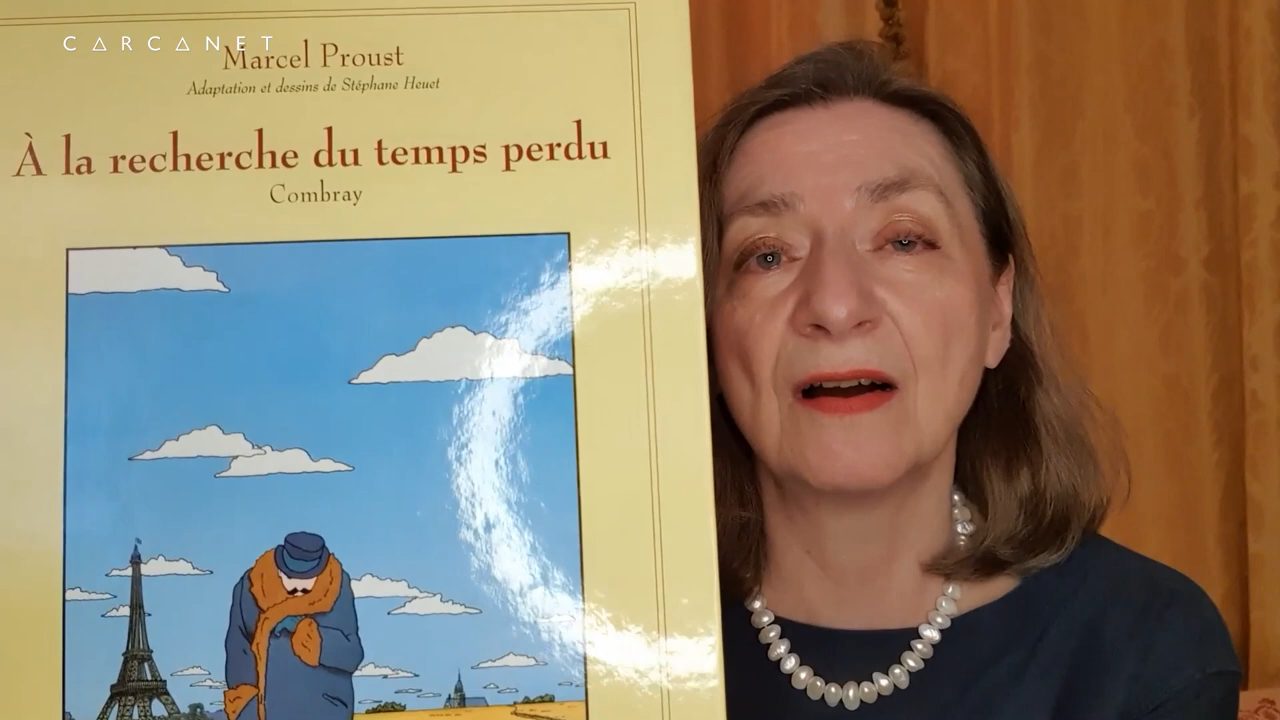 CARCANET
Marcel Proust
Adaptation et dessins de Stéphane Heuet
À la recherche du temps perdu
Combray